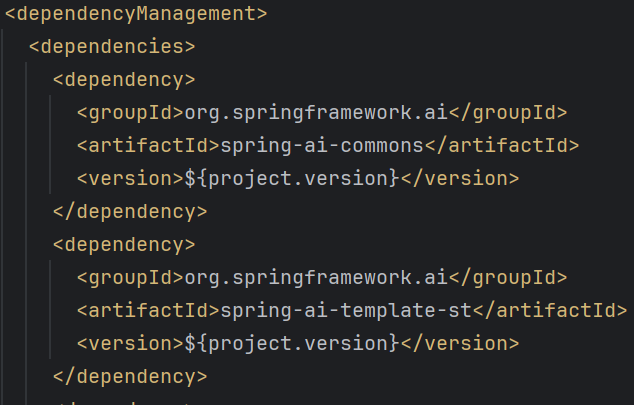 <dependencyManagement>
<dependencies>
<dependency>
<groupId>org.springframework.ai</groupId>
<artifactId>spring-ai-commons</artifactId>
<version>${project.version}</version>
</dependency>
<dependency>
<groupId>org.springframework.ai</groupId>
<artifactId>spring-ai-template-st</artifactId>
<version>${project.version}</version>
</dependency>